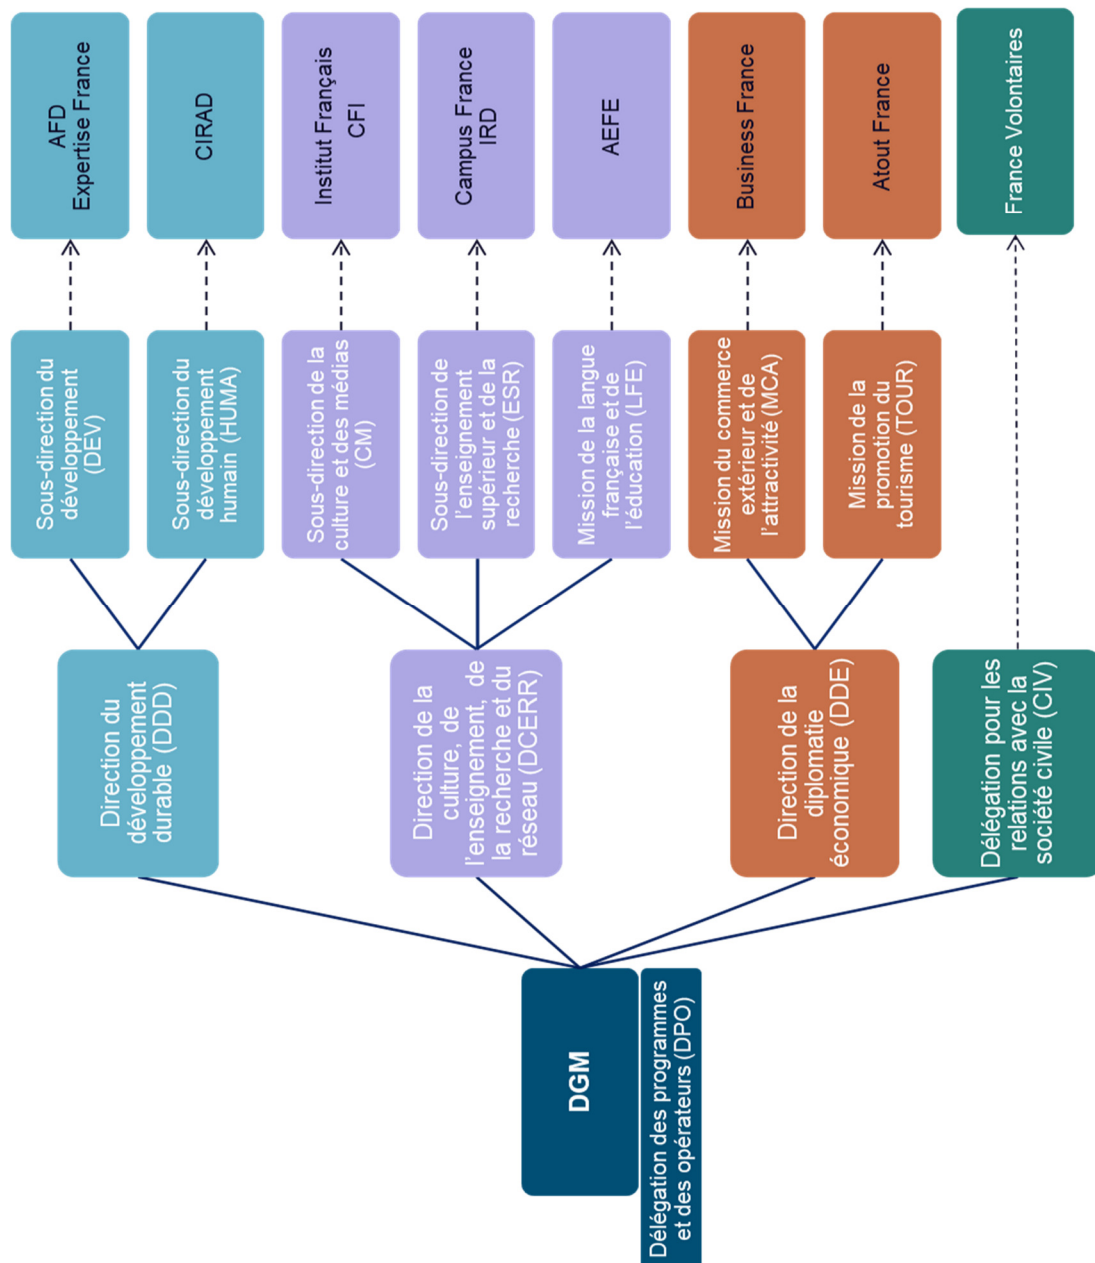 DGM
Délégation des programmes
et des opérateurs (DPO)
Direction du
développement
durable (DDD)
Direction de la
culture, de
l'enseignement, de
la recherche et du
réseau (DCERR)
Direction de la
diplomatie
économique (DDE)
Délégation pour les
relations avec la
société civile (CIV)
Sous-direction du
développement
(DEV)
Sous-direction du
développement
humain (HUMA)
Sous-direction de la
culture et des médias
(CM)
Sous-direction de
l'enseignement
supérieur et de la
recherche (ESR)
Mission de la langue
française et de
l'éducation (LFE)
Mission du commerce
extérieur et de
l'attractivité (MCA)
Mission de la
promotion du
tourisme (TOUR)
AFD
Expertise France
CIRAD
Institut Français
CFI
Campus France
IRD
AEFE
Business France
Atout France
France Volontaires